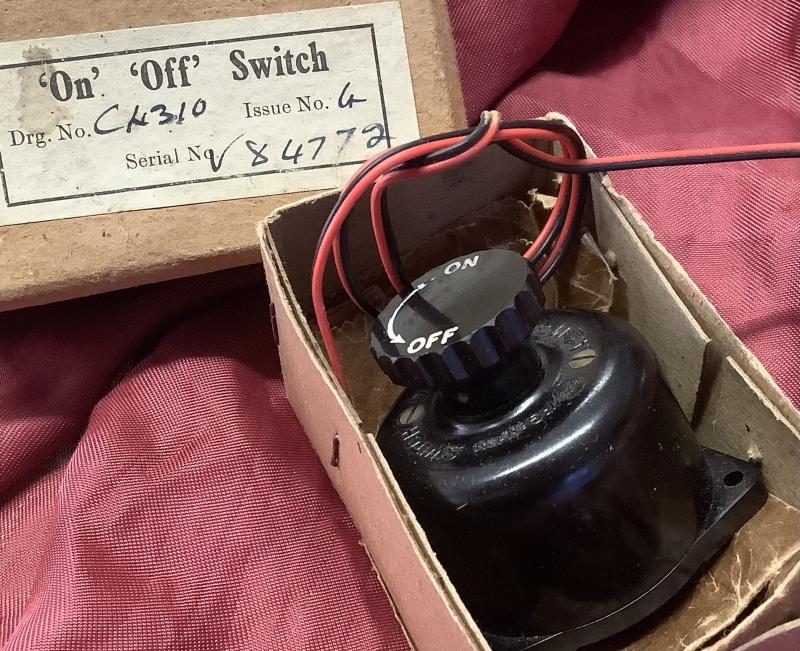 'On' 'Off' Switch
Drg. No. CH310 Issue No. 4
Serial No V 84772
ON
OFF